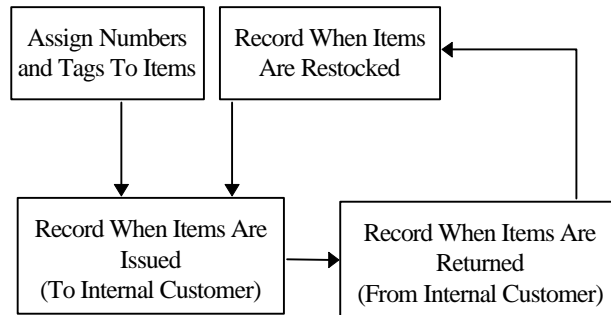 Assign Numbers
and Tags To Items
Record When Items
Are Restocked
Record When Items Are
Issued
(To Internal Customer)
Record When Items Are
Returned
(From Internal Customer)